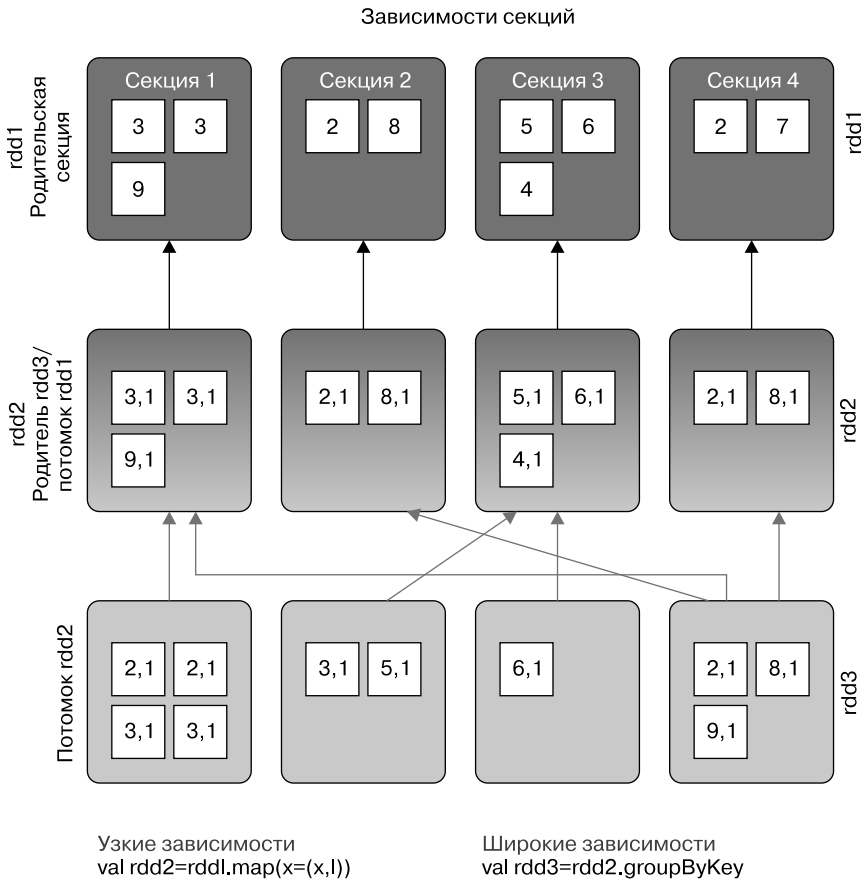 Зависимости секций
Секция 1
Секция 2
Секция 3
Секция 4
rdd1
Родительская
секция
3 3
9
2 8
5 6
4
2 7
rdd1
rdd2
Родитель rdd3/
потомок rdd1
3,1 3,1
9,1
2,1 8,1
5,1 6,1
4,1
2,1 8,1
rdd2
Потомок rdd2
2,1 2,1
3,1 3,1
3,1 5,1
6,1
2,1 8,1
9,1
rdd3
Узкие зависимости
val rdd2=rddl.map(x=(x,l))
Широкие зависимости
val rdd3=rdd2.groupByKey